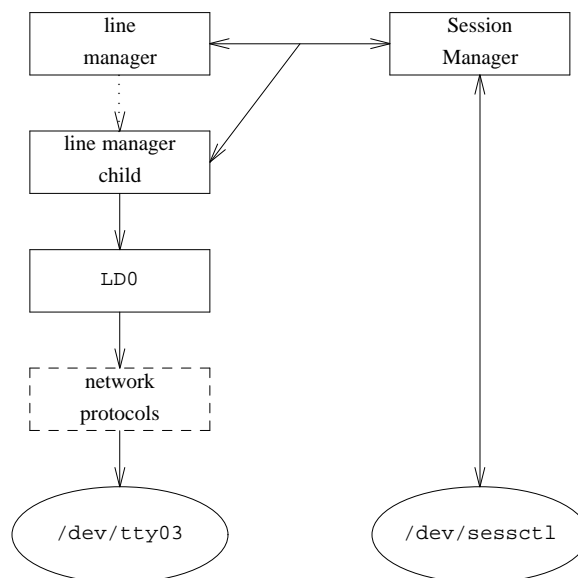 line
manager
Session
Manager
line manager
child
LD0
network
protocols
/dev/tty03
/dev/sessctl